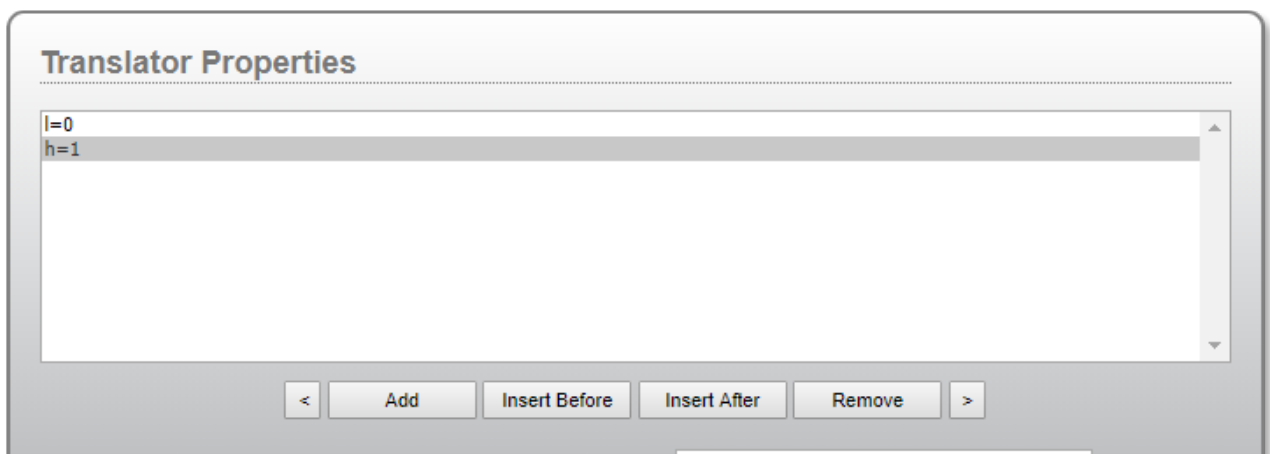 Translator Properties
l=0
h=1
< Add Insert Before Insert After Remove >